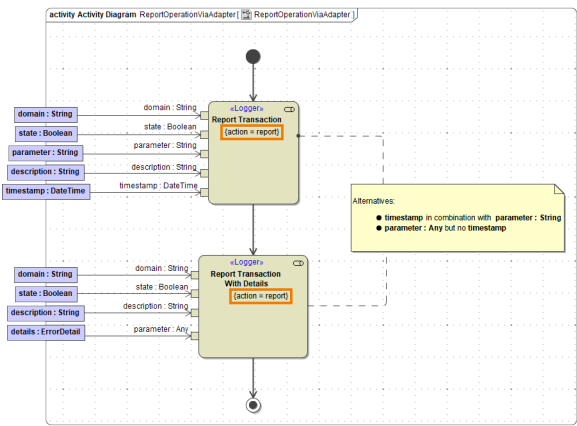 activity Activity Diagram ReportOperationViaAdapter [ ReportOperationViaAdapter ]
domain : String
state : Boolean
parameter : String
description : String
timestamp : DateTime
domain : String
state : Boolean
parameter : String
description : String
timestamp : DateTime
«Logger»
Report Transaction
{action = report}
Alternatives:
● timestamp in combination with parameter : String
● parameter : Any but no timestamp
domain : String
state : Boolean
description : String
details : ErrorDetail
domain : String
state : Boolean
description : String
parameter : Any
«Logger»
Report Transaction
With Details
{action = report}